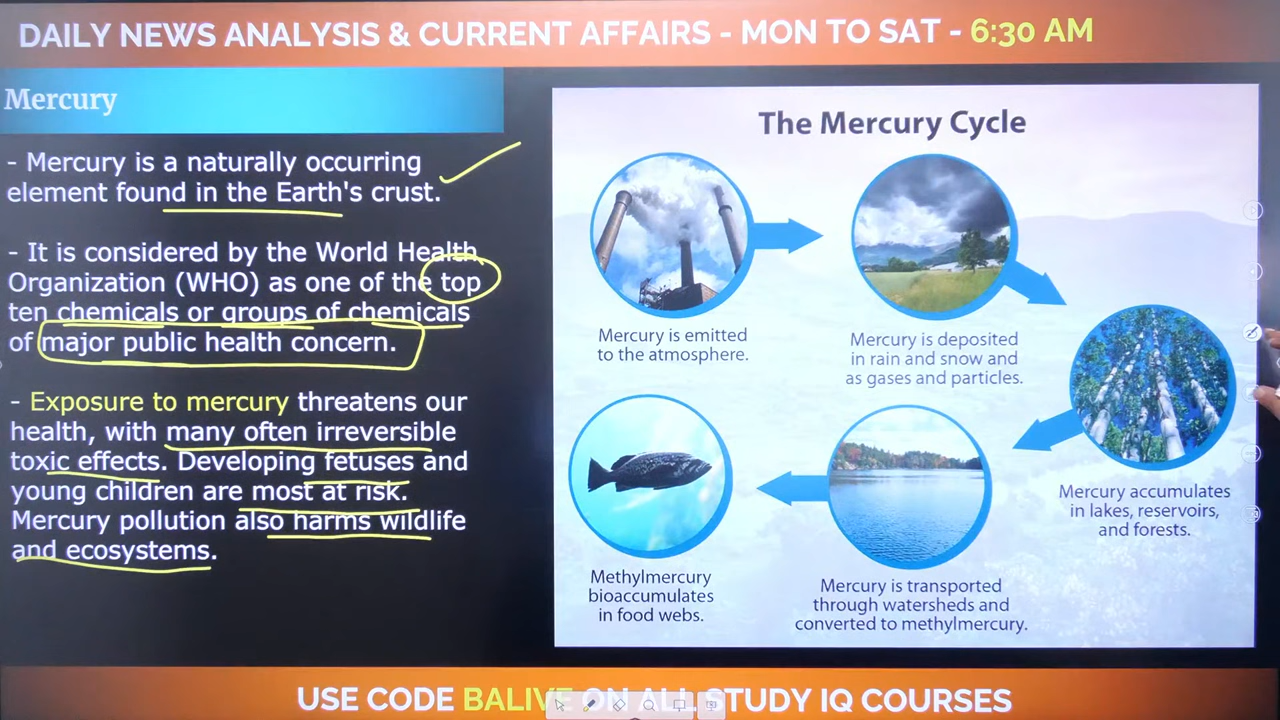 DAILY NEWS ANALYSIS & CURRENT AFFAIRS - MON TO SAT - 6:30 AM
Mercury
- Mercury is a naturally occurring
element found in the Earth's crust.
- It is considered by the World Health
Organization (WHO) as one of the top
ten chemicals or groups of chemicals
of major public health concern.
- Exposure to mercury threatens our
health, with many often irreversible
toxic effects. Developing fetuses and
young children are most at risk.
Mercury pollution also harms wildlife
and ecosystems.
The Mercury Cycle
Mercury is emitted
to the atmosphere.
Mercury is deposited
in rain and snow and
as gases and particles.
Mercury accumulates
in lakes, reservoirs,
and forests.
Mercury is transported
through watersheds and
converted to methylmercury.
Methylmercury
bioaccumulates
in food webs.
USE CODE BALIVE ON ALL STUDY IQ COURSES